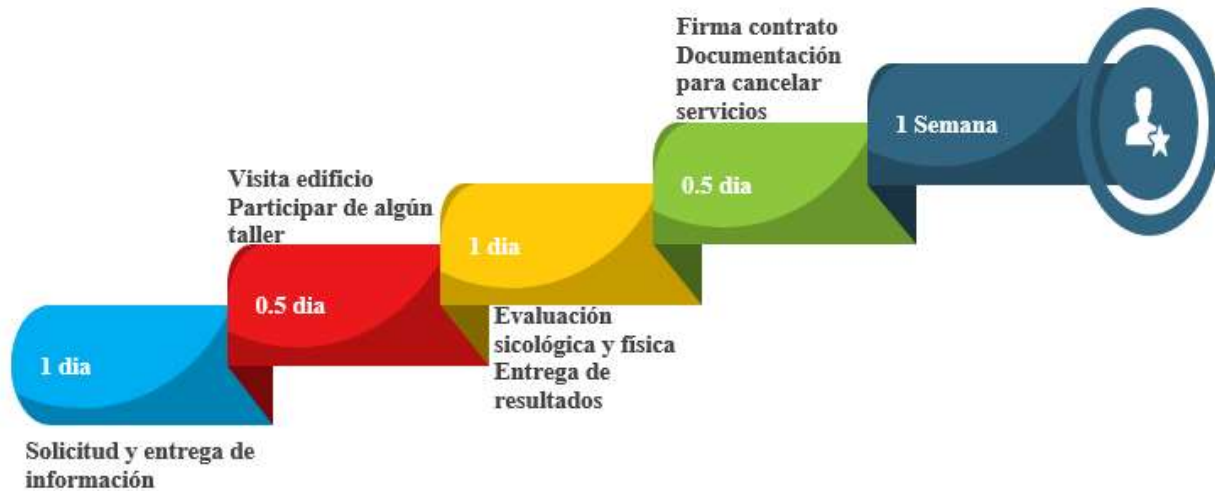 1 dia
Solicitud y entrega de
información
Visita edificio
Participar de algún
taller
0.5 dia
1 dia
Evaluación
sicológica y física
Entrega de
resultados
Firma contrato
Documentación
para cancelar
servicios
0.5 dia
1 Semana